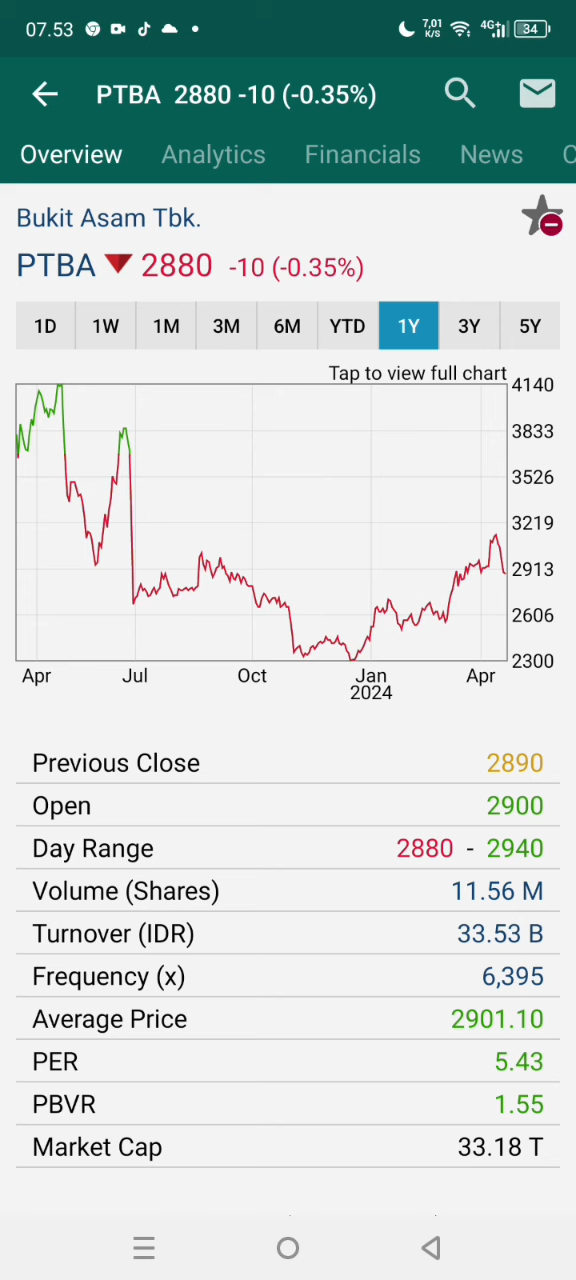 07.53 7,01 K/S 4G+ 34
PTBA 2880 -10 (-0.35%)
Overview Analytics Financials News C
Bukit Asam Tbk.
PTBA 2880 -10 (-0.35%)
1D 1W 1M 3M 6M YTD 1Y 3Y 5Y
Tap to view full chart
4140
3833
3526
3219
2913
2606
2300
Apr Jul Oct Jan Apr
2024
Previous Close 2890
Open 2900
Day Range 2880 - 2940
Volume (Shares) 11.56 M
Turnover (IDR) 33.53 B
Frequency (x) 6,395
Average Price 2901.10
PER 5.43
PBVR 1.55
Market Cap 33.18 T